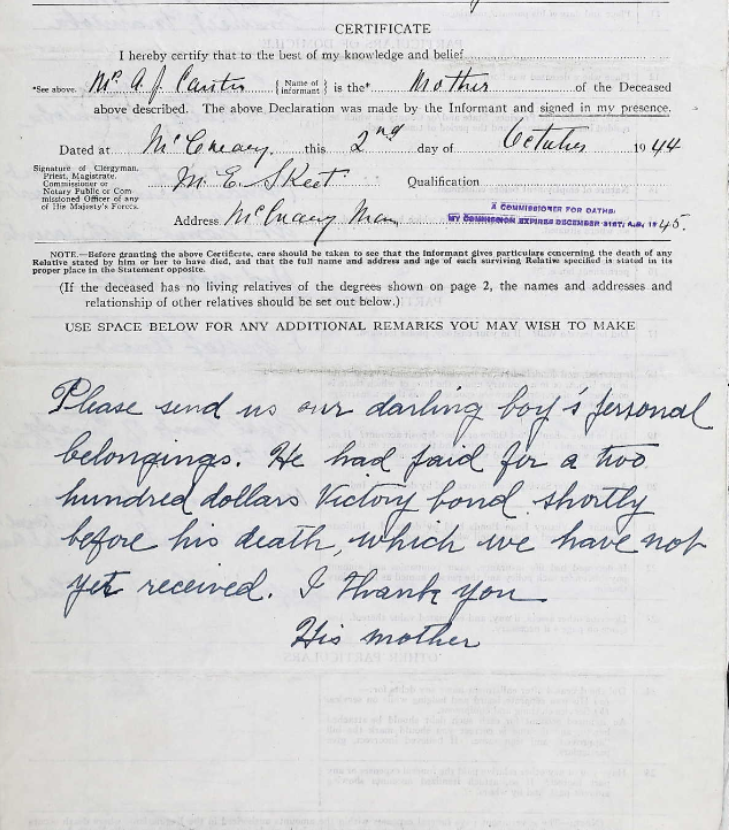 CERTIFICATE
I hereby certify that to the best of my knowledge and belief
*See above. Mrs A. J. Canter {Name of informant} is the* Mother of the Deceased
above described. The above Declaration was made by the Informant and signed in my presence.
Dated at McCreary. this 2nd day of October 1944
Signature of Clergyman, Priest, Magistrate, Commissioner or Notary Public or Commissioned Officer of any of His Majesty's Forces. M. E. Skeet Qualification
A COMMISSIONER FOR OATHS.
MY COMMISSION EXPIRES DECEMBER 31ST, A.D. 1945.
Address McCreary Man
NOTE.—Before granting the above Certificate, care should be taken to see that the Informant gives particulars concerning the death of any
Relative stated by him or her to have died, and that the full name and address and age of each surviving Relative specified is stated in its
proper place in the Statement opposite.
(If the deceased has no living relatives of the degrees shown on page 2, the names and addresses and
relationship of other relatives should be set out below.)
USE SPACE BELOW FOR ANY ADDITIONAL REMARKS YOU MAY WISH TO MAKE
Please send us our darling boy's personal
belongings. He had paid for a two
hundred dollars Victory bond shortly
before his death, which we have not
yet received. I Thank you
His mother